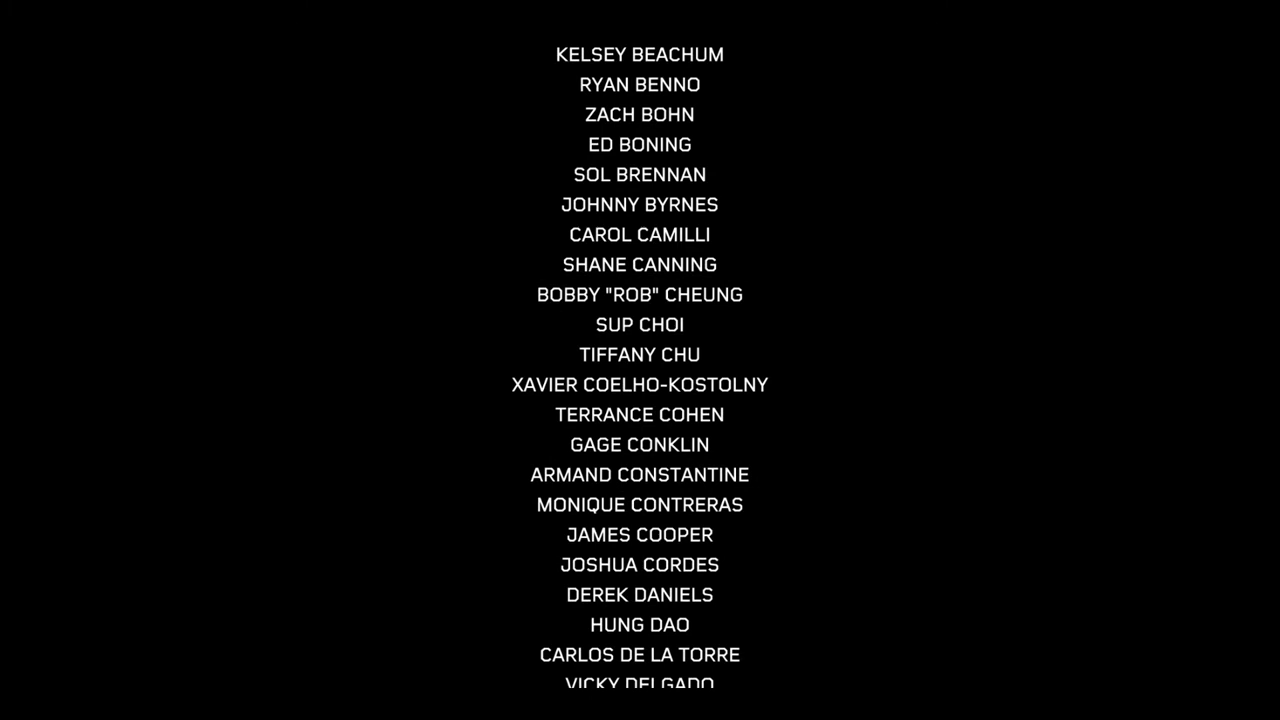 KELSEY BEACHUM
RYAN BENNO
ZACH BOHN
ED BONING
SOL BRENNAN
JOHNNY BYRNES
CAROL CAMILLI
SHANE CANNING
BOBBY "ROB" CHEUNG
SUP CHOI
TIFFANY CHU
XAVIER COELHO-KOSTOLNY
TERRANCE COHEN
GAGE CONKLIN
ARMAND CONSTANTINE
MONIQUE CONTRERAS
JAMES COOPER
JOSHUA CORDES
DEREK DANIELS
HUNG DAO
CARLOS DE LA TORRE
VICKY DELGADO